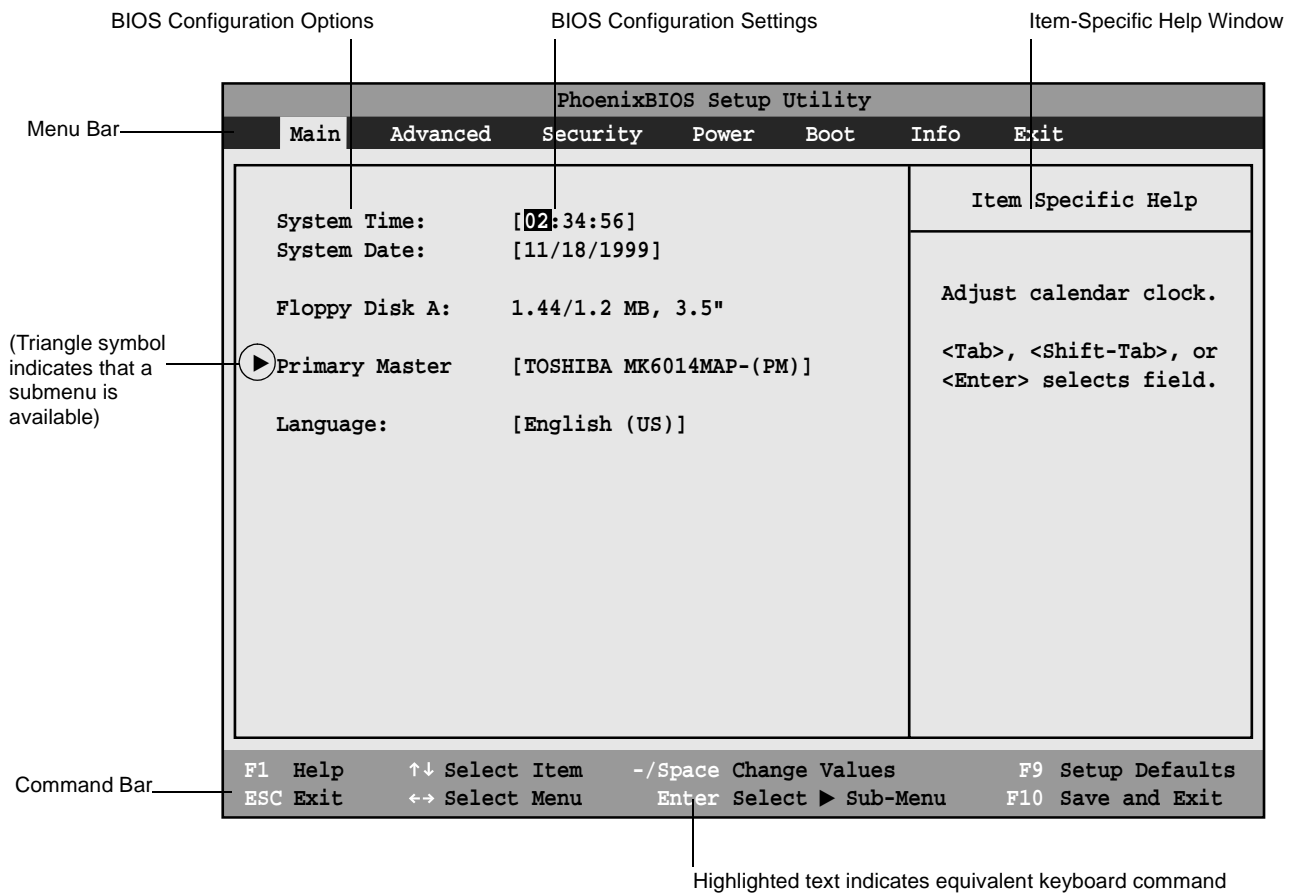 BIOS Configuration Options BIOS Configuration Settings Item-Specific Help Window
PhoenixBIOS Setup Utility
Menu Bar
Main Advanced Security Power Boot Info Exit
Item Specific Help
System Time: [02:34:56]
System Date: [11/18/1999]
Floppy Disk A: 1.44/1.2 MB, 3.5"
Primary Master [TOSHIBA MK6014MAP-(PM)]
Language: [English (US)]
Adjust calendar clock.
<Tab>, <Shift-Tab>, or
<Enter> selects field.
(Triangle symbol
indicates that a
submenu is
available)
Command Bar
F1 Help ↑↓ Select Item -/Space Change Values F9 Setup Defaults
ESC Exit ←→ Select Menu Enter Select ▶ Sub-Menu F10 Save and Exit
Highlighted text indicates equivalent keyboard command